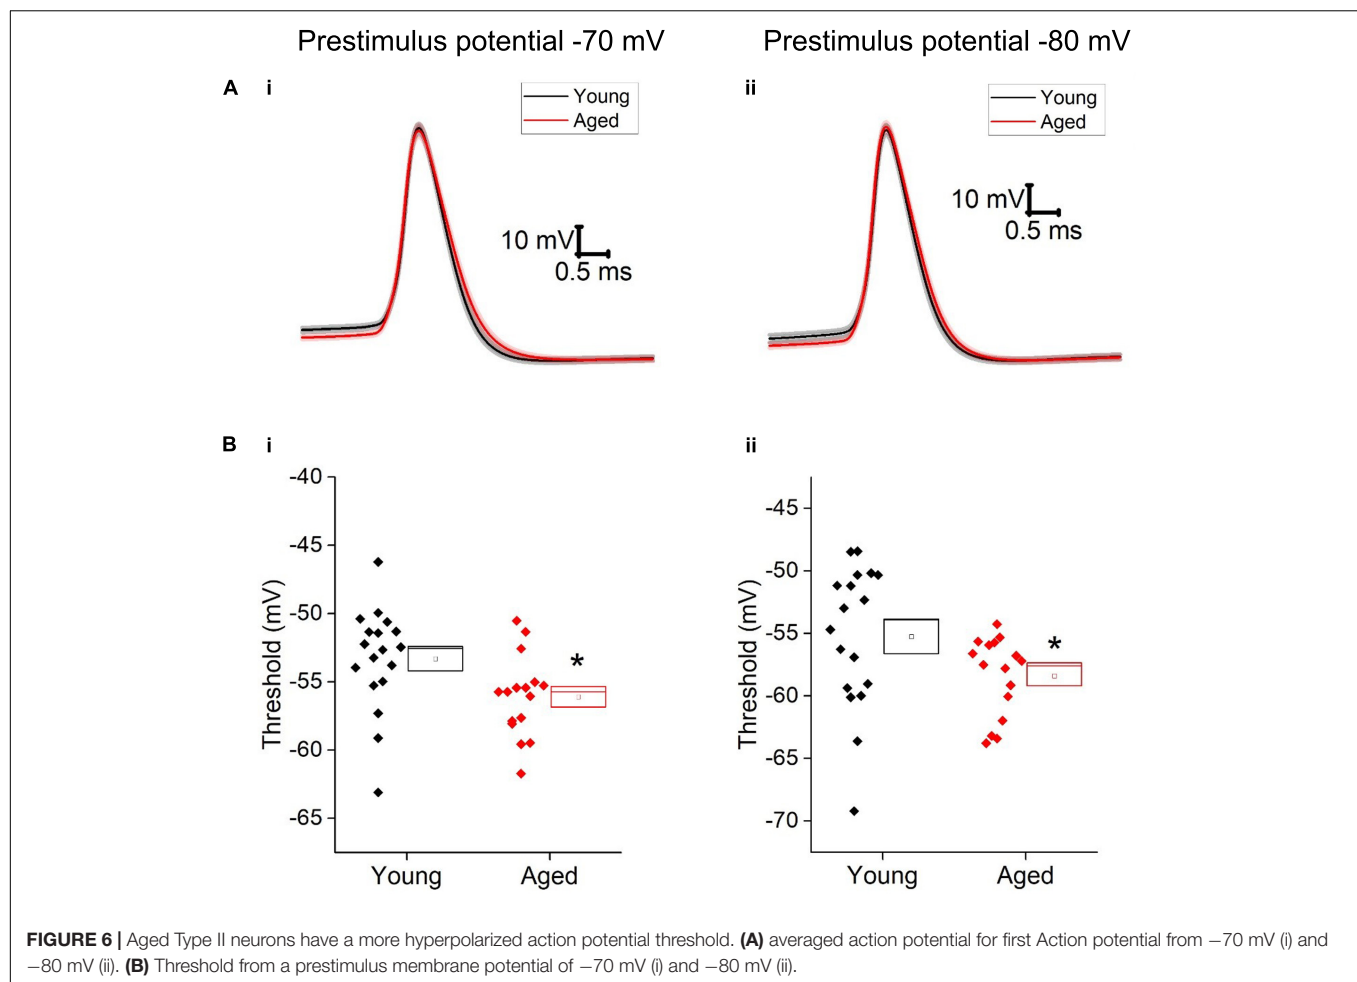 Prestimulus potential -70 mV
Prestimulus potential -80 mV
A i
Young
Aged
10 mV
0.5 ms
ii
Young
Aged
10 mV
0.5 ms
B i
-40
-45
-50
-55
-60
-65
Threshold (mV)
*
Young
Aged
ii
-45
-50
-55
-60
-65
-70
Threshold (mV)
*
Young
Aged
FIGURE 6 | Aged Type II neurons have a more hyperpolarized action potential threshold. (A) averaged action potential for first Action potential from −70 mV (i) and
−80 mV (ii). (B) Threshold from a prestimulus membrane potential of −70 mV (i) and −80 mV (ii).